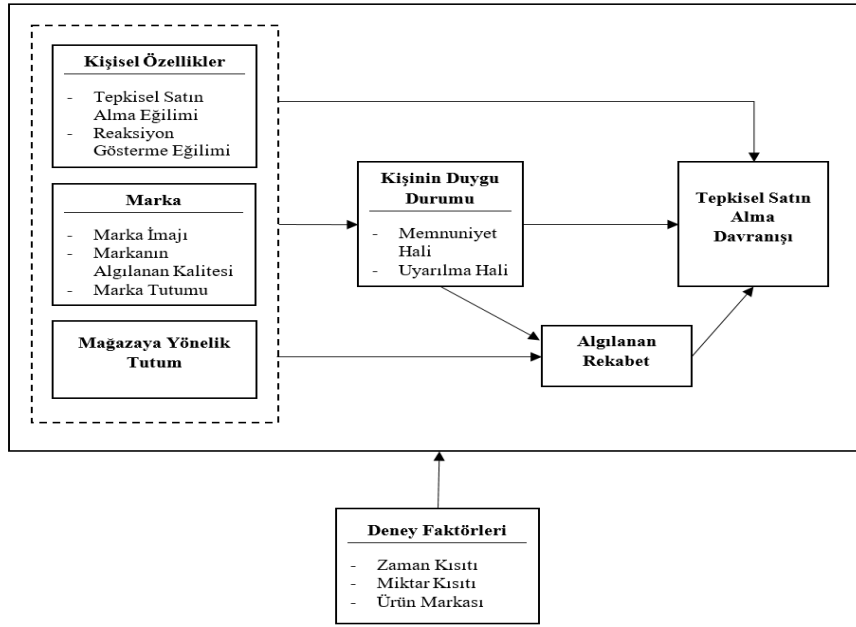 Kişisel Özellikler
- Tepkisel Satın
Alma Eğilimi
- Reaksiyon
Gösterme Eğilimi
Marka
- Marka İmajı
- Markanın
Algılanan Kalitesi
- Marka Tutumu
Mağazaya Yönelik
Tutum
Kişinin Duygu
Durumu
- Memnuniyet
Hali
- Uyarılma Hali
Algılanan
Rekabet
Tepkisel Satın
Alma
Davranışı
Deney Faktörleri
- Zaman Kısıtı
- Miktar Kısıtı
- Ürün Markası